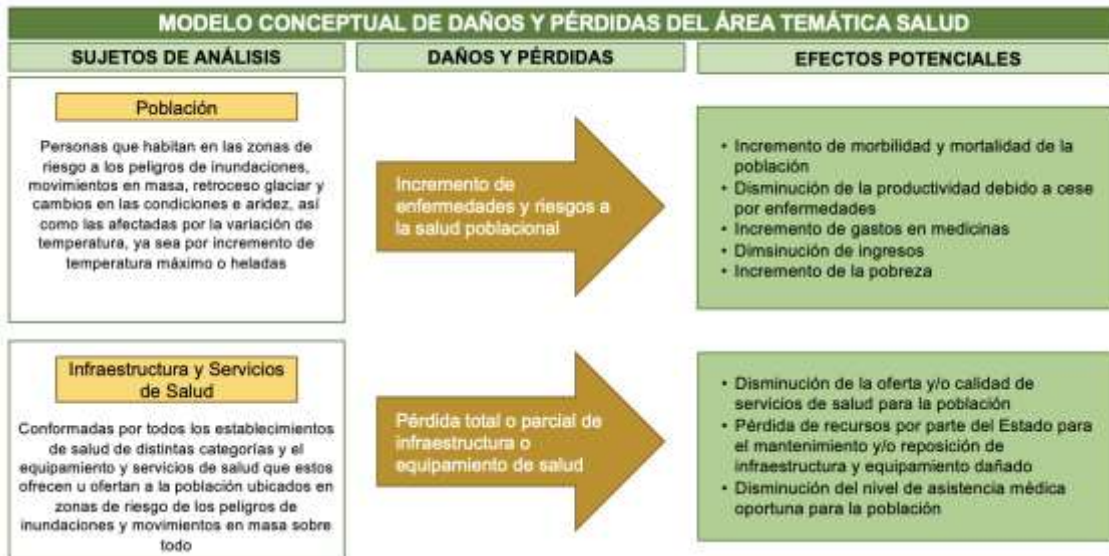 MODELO CONCEPTUAL DE DAÑOS Y PÉRDIDAS DEL ÁREA TEMÁTICA SALUD
SUJETOS DE ANÁLISIS
DAÑOS Y PÉRDIDAS
EFECTOS POTENCIALES
Población
Personas que habitan en las zonas de
riesgo a los peligros de inundaciones,
movimientos en masa, retroceso glaciar y
cambios en las condiciones e aridez, así
como las afectadas por la variación de
temperatura, ya sea por incremento de
temperatura máximo o heladas
Incremento de
enfermedades y riesgos a
la salud poblacional
• Incremento de morbilidad y mortalidad de la
población
• Disminución de la productividad debido a cese
por enfermedades
• Incremento de gastos en medicinas
• Dimsinución de ingresos
• Incremento de la pobreza
Infraestructura y Servicios
de Salud
Conformadas por todos los establecimientos
de salud de distintas categorías y el
equipamiento y servicios de salud que estos
ofrecen u ofertan a la población ubicados en
zonas de riesgo de los peligros de
inundaciones y movimientos en masa sobre
todo
Pérdida total o parcial de
infraestructura o
equipamiento de salud
• Disminución de la oferta y/o calidad de
servicios de salud para la población
• Pérdida de recursos por parte del Estado para
el mantenimiento y/o reposición de
infraestructura y equipamiento dañado
• Disminución del nivel de asistencia médica
oportuna para la población